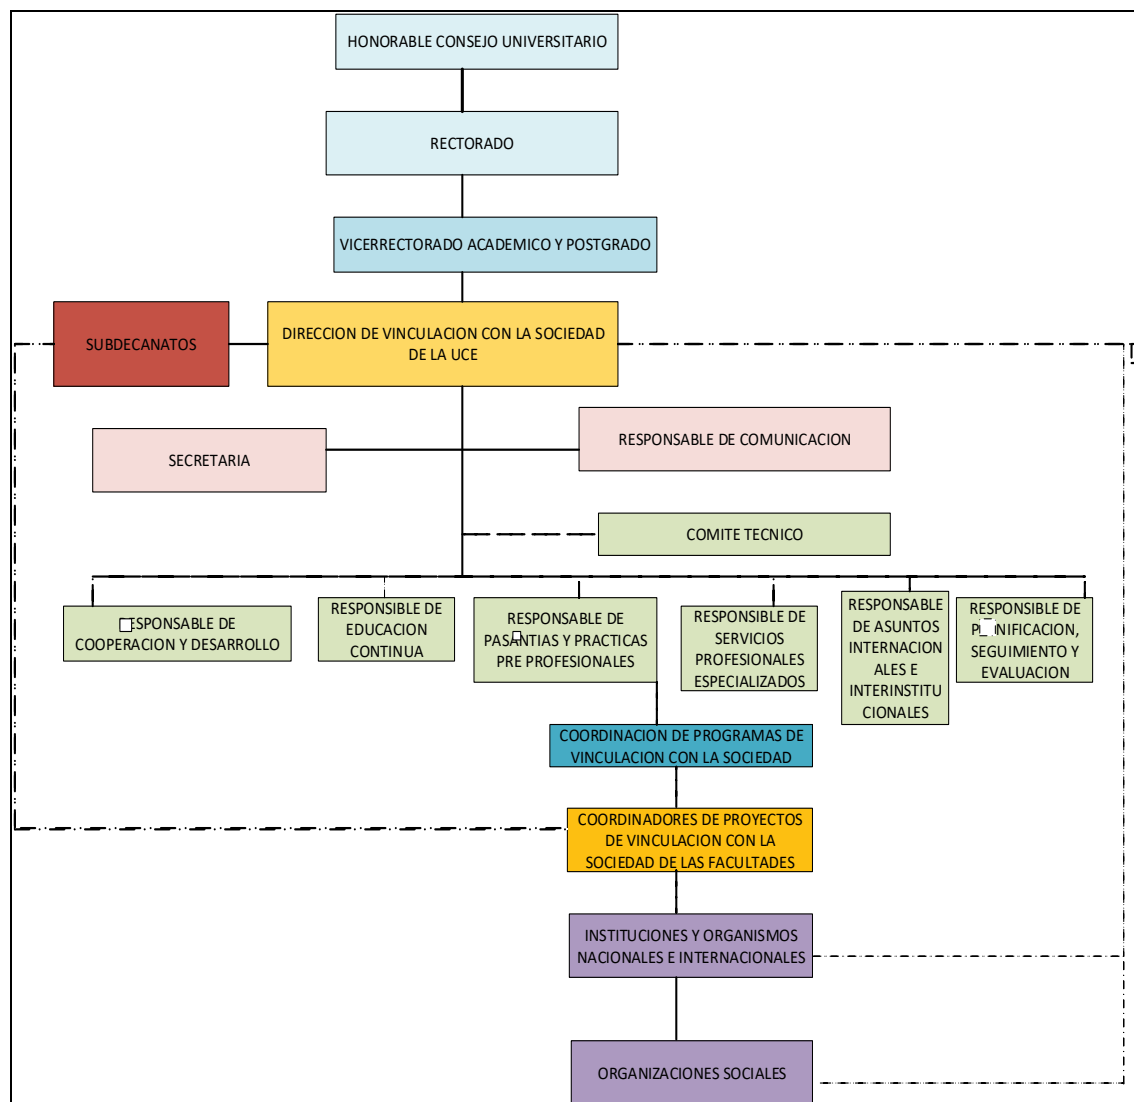 HONORABLE CONSEJO UNIVERSITARIO
RECTORADO
VICERRECTORADO ACADEMICO Y POSTGRADO
SUBDECANATOS
DIRECCION DE VINCULACION CON LA SOCIEDAD
DE LA UCE
SECRETARIA
RESPONSABLE DE COMUNICACION
COMITE TECNICO
RESPONSABLE DE
COOPERACION Y DESARROLLO
RESPONSIBLE DE
EDUCACION
CONTINUA
RESPONSABLE DE
PASANTIAS Y PRACTICAS
PRE PROFESIONALES
RESPONSIBLE DE
SERVICIOS
PROFESIONALES
ESPECIALIZADOS
RESPONSABLE
DE ASUNTOS
INTERNACION
ALES E
INTERINSTITU
CIONALES
RESPONSIBLE DE
PLANIFICACION,
SEGUIMIENTO Y
EVALUACION
COORDINACION DE PROGRAMAS DE
VINCULACION CON LA SOCIEDAD
COORDINADORES DE PROYECTOS
DE VINCULACION CON LA
SOCIEDAD DE LAS FACULTADES
INSTITUCIONES Y ORGANISMOS
NACIONALES E INTERNACIONALES
ORGANIZACIONES SOCIALES